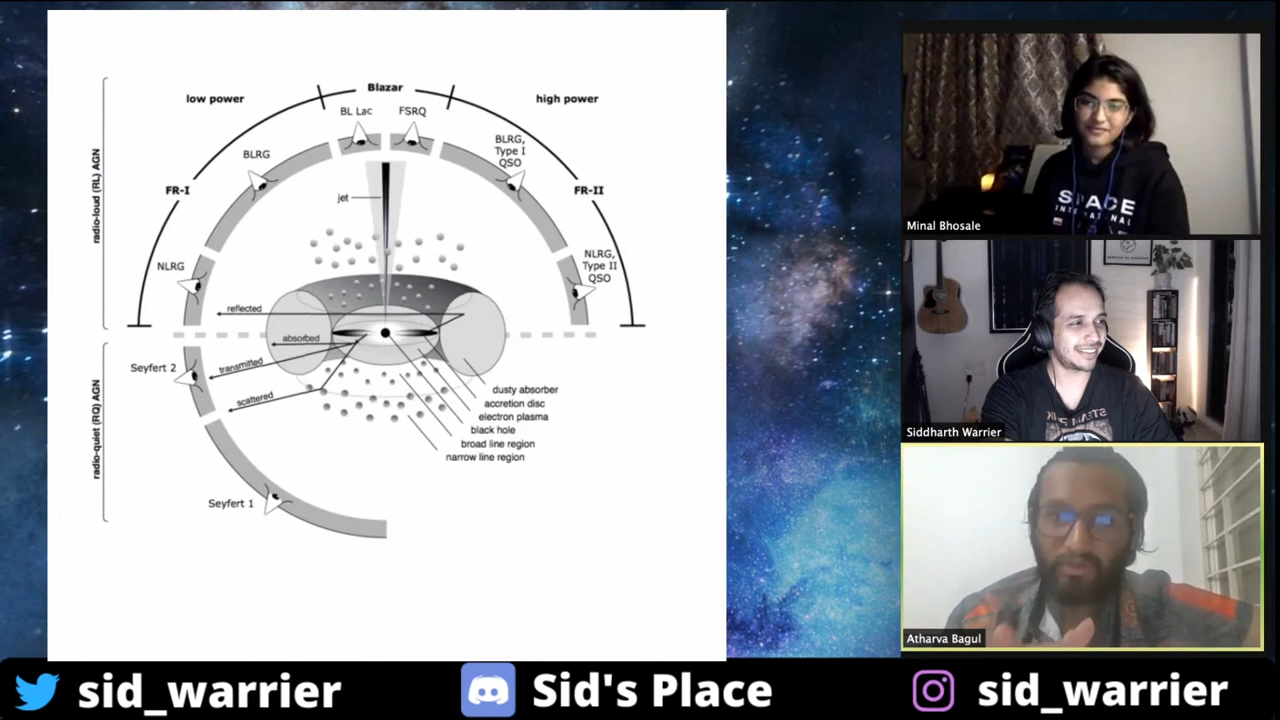 low power
Blazar
high power
BL Lac
FSRQ
BLRG
BLRG,
Type I
QSO
FR-I
FR-II
jet
NLRG
NLRG,
Type II
QSO
radio-loud (RL) AGN
reflected
absorbed
transmitted
scattered
Seyfert 2
Seyfert 1
radio-quiet (RQ) AGN
dusty absorber
accretion disc
electron plasma
black hole
broad line region
narrow line region
SPACE
Minal Bhosale
Siddharth Warrier
Atharva Bagul
sid_warrier
Sid's Place
sid_warrier